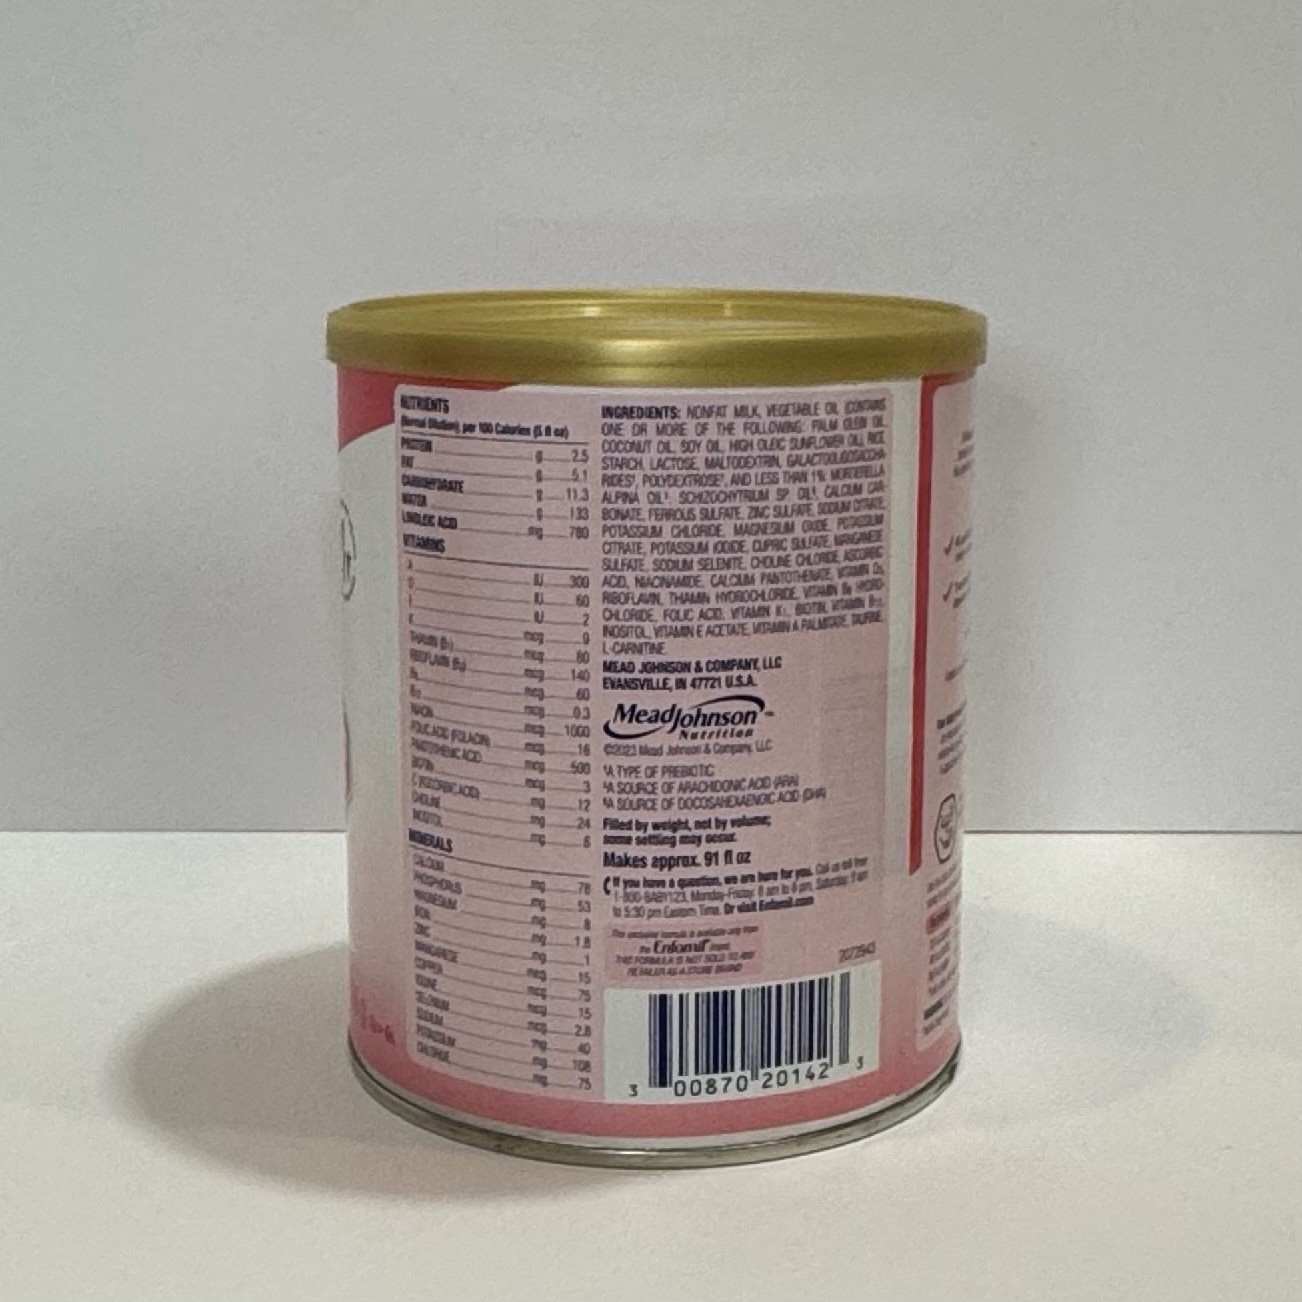 NUTRIENTS
(Normal Dilution) per 100 Calories (5 fl oz)
PROTEIN g 2.5
FAT g 5.1
CARBOHYDRATE g 11.3
WATER g 133
LINOLEIC ACID mg 780
VITAMINS
A IU 300
D IU 60
E IU 2
K mcg 9
THIAMIN (B₁) mcg 80
RIBOFLAVIN (B₂) mcg 140
B₆ mcg 60
B₁₂ mcg 0.3
NIACIN mcg 1000
FOLIC ACID (FOLACIN) mcg 16
PANTOTHENIC ACID mcg 500
BIOTIN mcg 3
C (ASCORBIC ACID) mg 12
CHOLINE mg 24
INOSITOL mg 6
MINERALS
CALCIUM mg 78
PHOSPHORUS mg 53
MAGNESIUM mg 8
IRON mg 1.8
ZINC mg 1
MANGANESE mcg 15
COPPER mcg 75
IODINE mcg 15
SELENIUM mcg 2.8
SODIUM mg 40
POTASSIUM mg 108
CHLORIDE mg 75
INGREDIENTS: NONFAT MILK, VEGETABLE OIL (CONTAINS
ONE OR MORE OF THE FOLLOWING: PALM OLEIN OIL,
COCONUT OIL, SOY OIL, HIGH OLEIC SUNFLOWER OIL), RICE
STARCH, LACTOSE, MALTODEXTRIN, GALACTOOLIGOSACCHA-
RIDES†, POLYDEXTROSE†, AND LESS THAN 1%: MORTIERELLA
ALPINA OIL‡, SCHIZOCHYTRIUM SP. OIL§, CALCIUM CAR-
BONATE, FERROUS SULFATE, ZINC SULFATE, SODIUM CITRATE,
POTASSIUM CHLORIDE, MAGNESIUM OXIDE, POTASSIUM
CITRATE, POTASSIUM IODIDE, CUPRIC SULFATE, MANGANESE
SULFATE, SODIUM SELENITE, CHOLINE CHLORIDE, ASCORBIC
ACID, NIACINAMIDE, CALCIUM PANTOTHENATE, VITAMIN D₃,
RIBOFLAVIN, THIAMIN HYDROCHLORIDE, VITAMIN B₆ HYDRO-
CHLORIDE, FOLIC ACID, VITAMIN K₁, BIOTIN, VITAMIN B₁₂,
INOSITOL, VITAMIN E ACETATE, VITAMIN A PALMITATE, TAURINE,
L-CARNITINE.
MEAD JOHNSON & COMPANY, LLC
EVANSVILLE, IN 47721 U.S.A.
MeadJohnson™
Nutrition
©2023 Mead Johnson & Company, LLC
†A TYPE OF PREBIOTIC
‡A SOURCE OF ARACHIDONIC ACID (ARA)
§A SOURCE OF DOCOSAHEXAENOIC ACID (DHA)
Filled by weight, not by volume;
some settling may occur.
Makes approx. 91 fl oz
If you have a question, we are here for you. Call us toll free
1-800-BABY123, Monday-Friday: 8 am to 8 pm, Saturday: 9 am
to 5:30 pm Eastern Time. Or visit Enfamil.com
This exclusive formula is available only from
the Enfamil brand.
THIS FORMULA IS NOT SOLD TO ANY
RETAILER AS A STORE BRAND
2072943
3 00870 20142 3